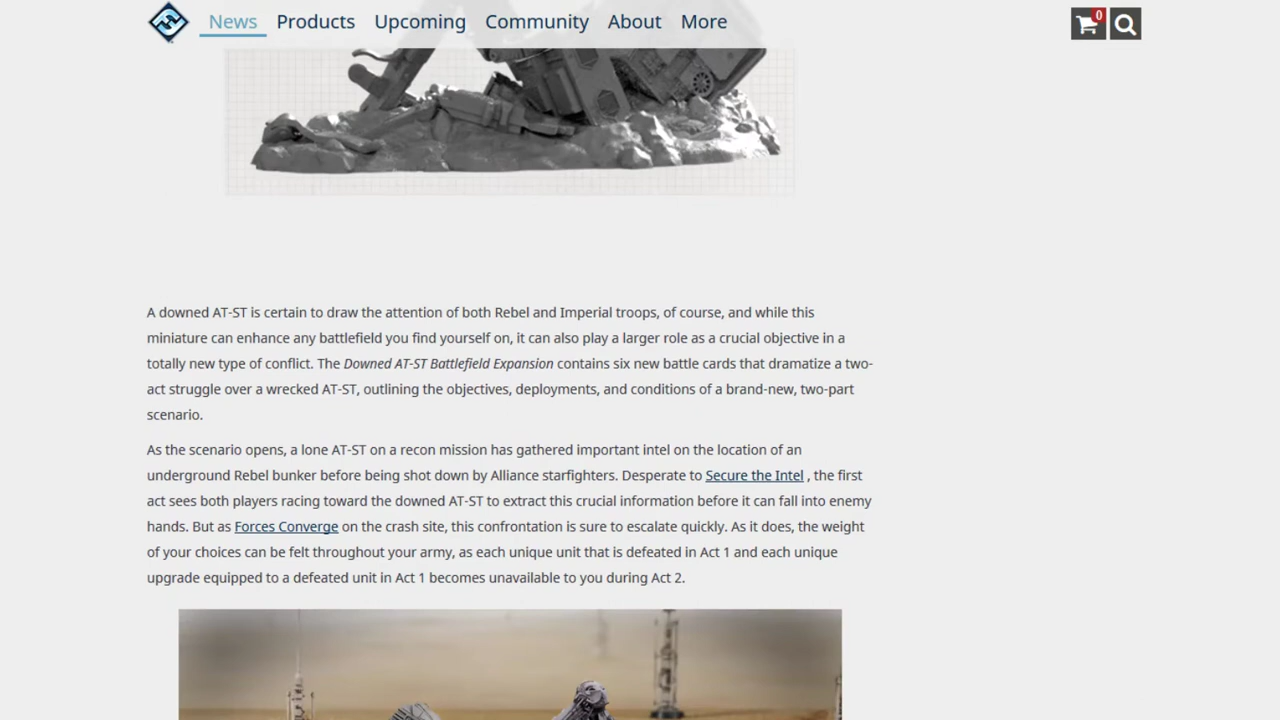 News Products Upcoming Community About More
0
A downed AT-ST is certain to draw the attention of both Rebel and Imperial troops, of course, and while this
miniature can enhance any battlefield you find yourself on, it can also play a larger role as a crucial objective in a
totally new type of conflict. The Downed AT-ST Battlefield Expansion contains six new battle cards that dramatize a two-
act struggle over a wrecked AT-ST, outlining the objectives, deployments, and conditions of a brand-new, two-part
scenario.
As the scenario opens, a lone AT-ST on a recon mission has gathered important intel on the location of an
underground Rebel bunker before being shot down by Alliance starfighters. Desperate to Secure the Intel , the first
act sees both players racing toward the downed AT-ST to extract this crucial information before it can fall into enemy
hands. But as Forces Converge on the crash site, this confrontation is sure to escalate quickly. As it does, the weight
of your choices can be felt throughout your army, as each unique unit that is defeated in Act 1 and each unique
upgrade equipped to a defeated unit in Act 1 becomes unavailable to you during Act 2.